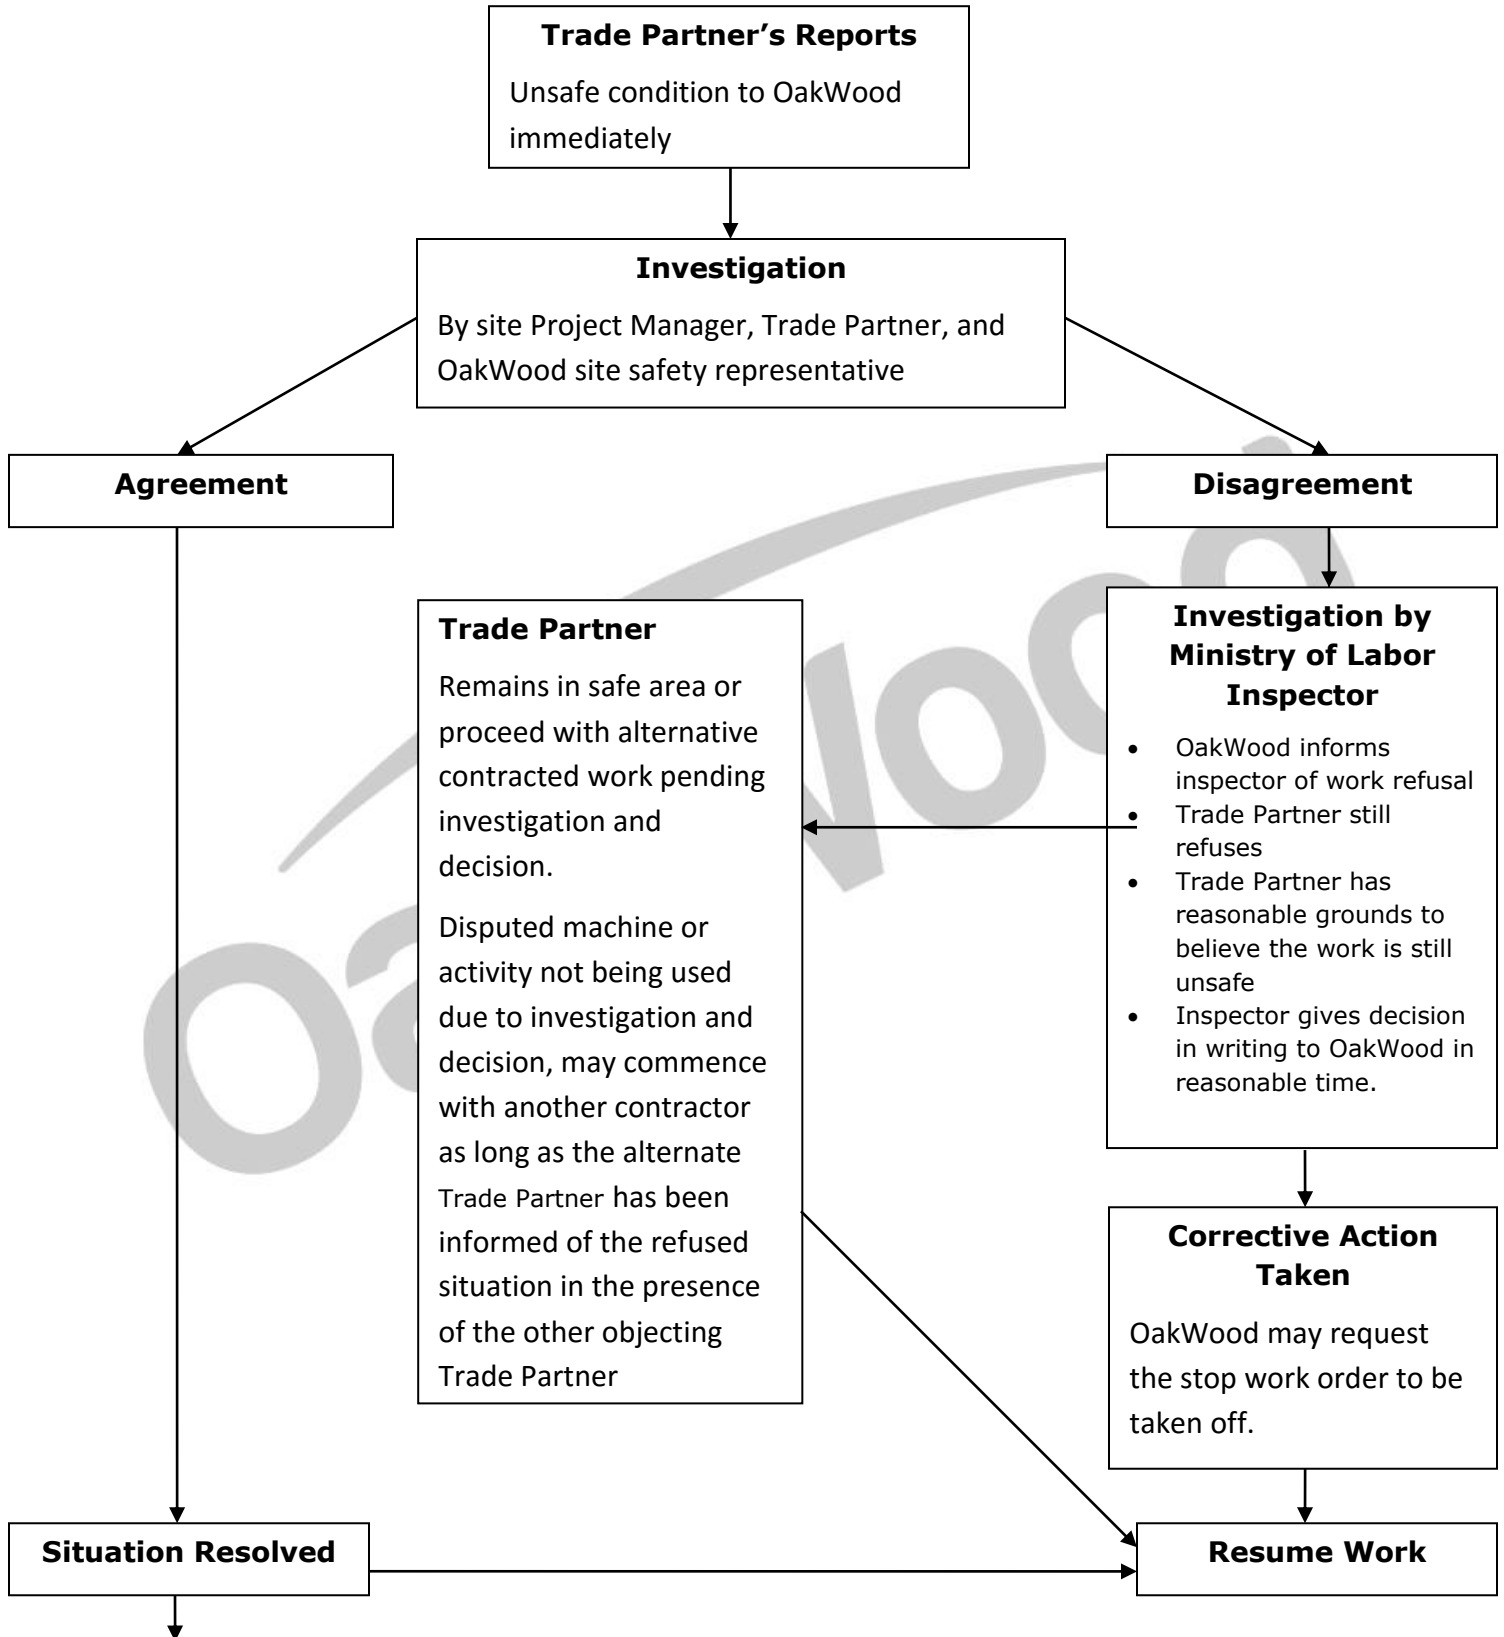 Trade Partner’s Reports
Unsafe condition to OakWood
immediately
Investigation
By site Project Manager, Trade Partner, and
OakWood site safety representative
Agreement
Disagreement
Trade Partner
Remains in safe area or
proceed with alternative
contracted work pending
investigation and
decision.
Disputed machine or
activity not being used
due to investigation and
decision, may commence
with another contractor
as long as the alternate
Trade Partner has been
informed of the refused
situation in the presence
of the other objecting
Trade Partner
Investigation by
Ministry of Labor
Inspector
• OakWood informs
inspector of work refusal
• Trade Partner still
refuses
• Trade Partner has
reasonable grounds to
believe the work is still
unsafe
• Inspector gives decision
in writing to OakWood in
reasonable time.
Corrective Action
Taken
OakWood may request
the stop work order to be
taken off.
Situation Resolved
Resume Work
OakWood